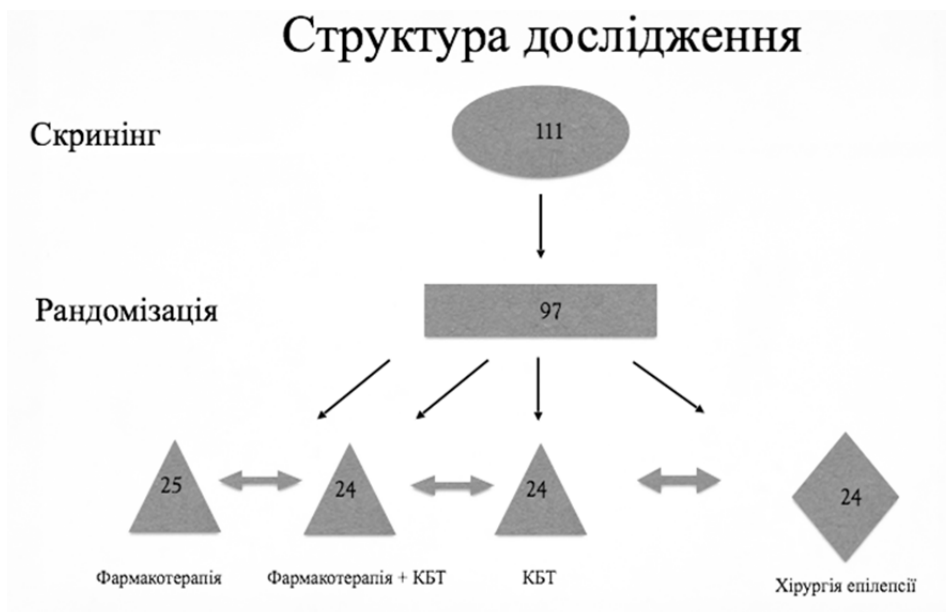 Структура дослідження
Скринінг
111
Рандомізація
97
25
24
24
24
Фармакотерапія
Фармакотерапія + КБТ
КБТ
Хірургія епілепсії